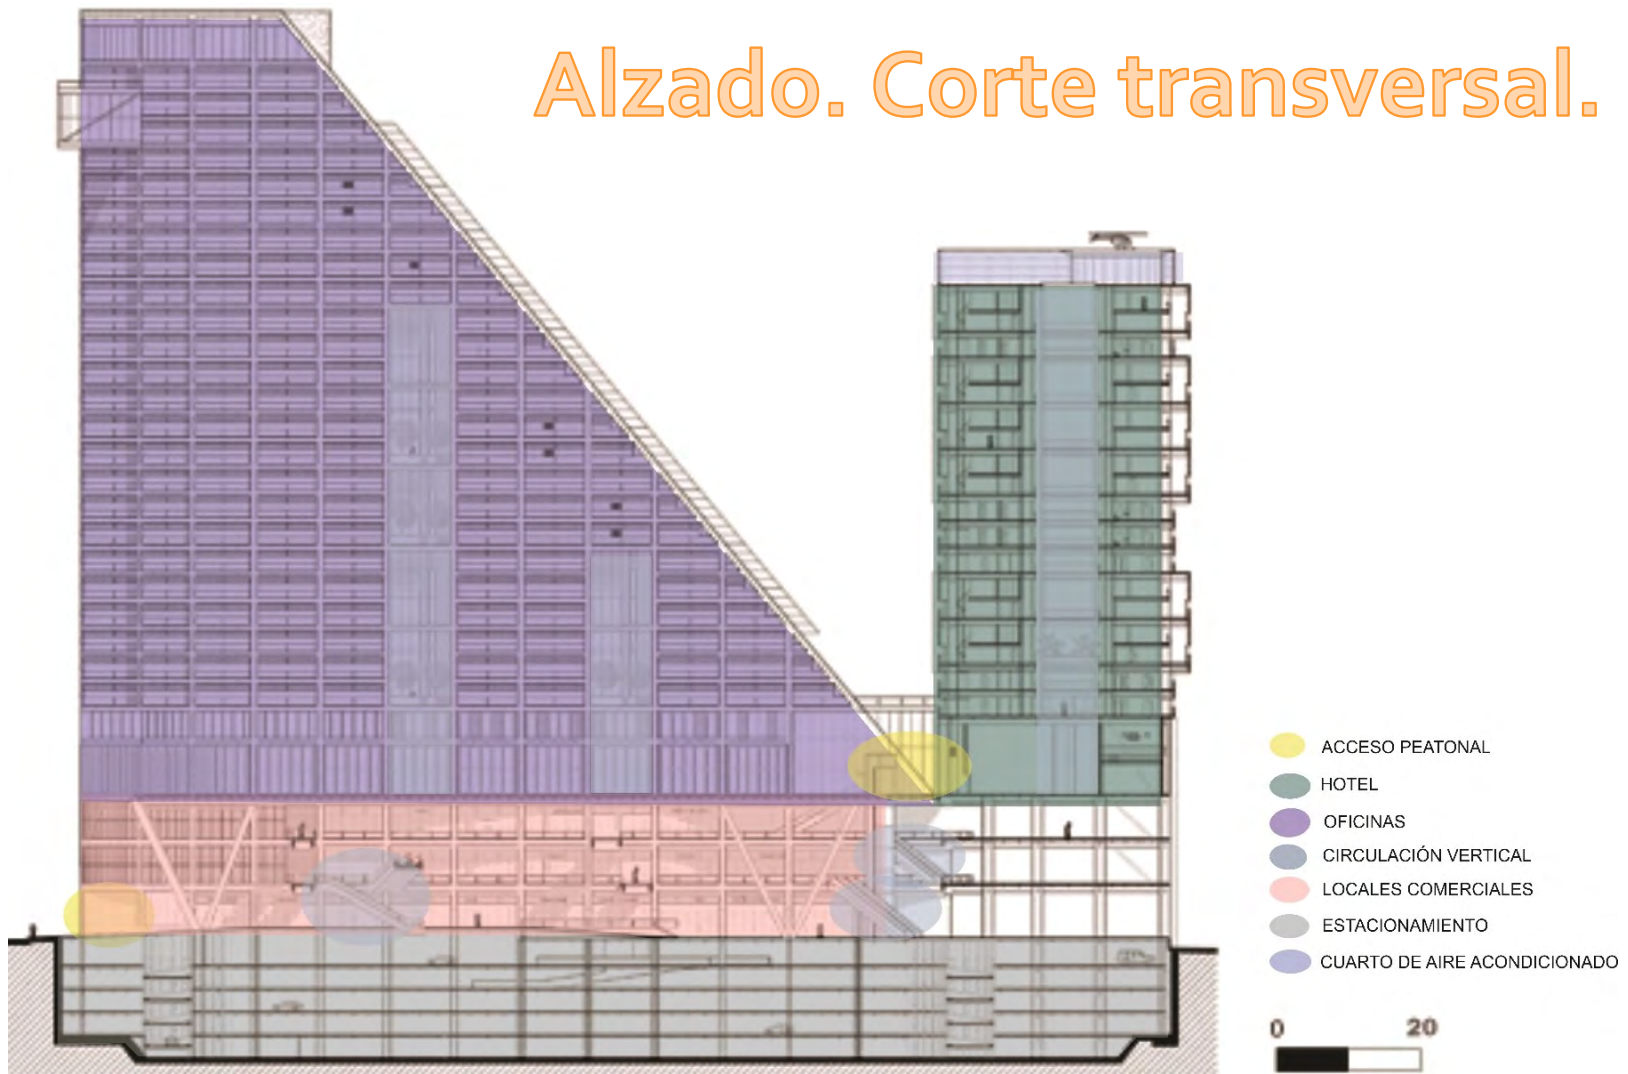 Alzado. Corte transversal.
ACCESO PEATONAL
HOTEL
OFICINAS
CIRCULACIÓN VERTICAL
LOCALES COMERCIALES
ESTACIONAMIENTO
CUARTO DE AIRE ACONDICIONADO
0 20